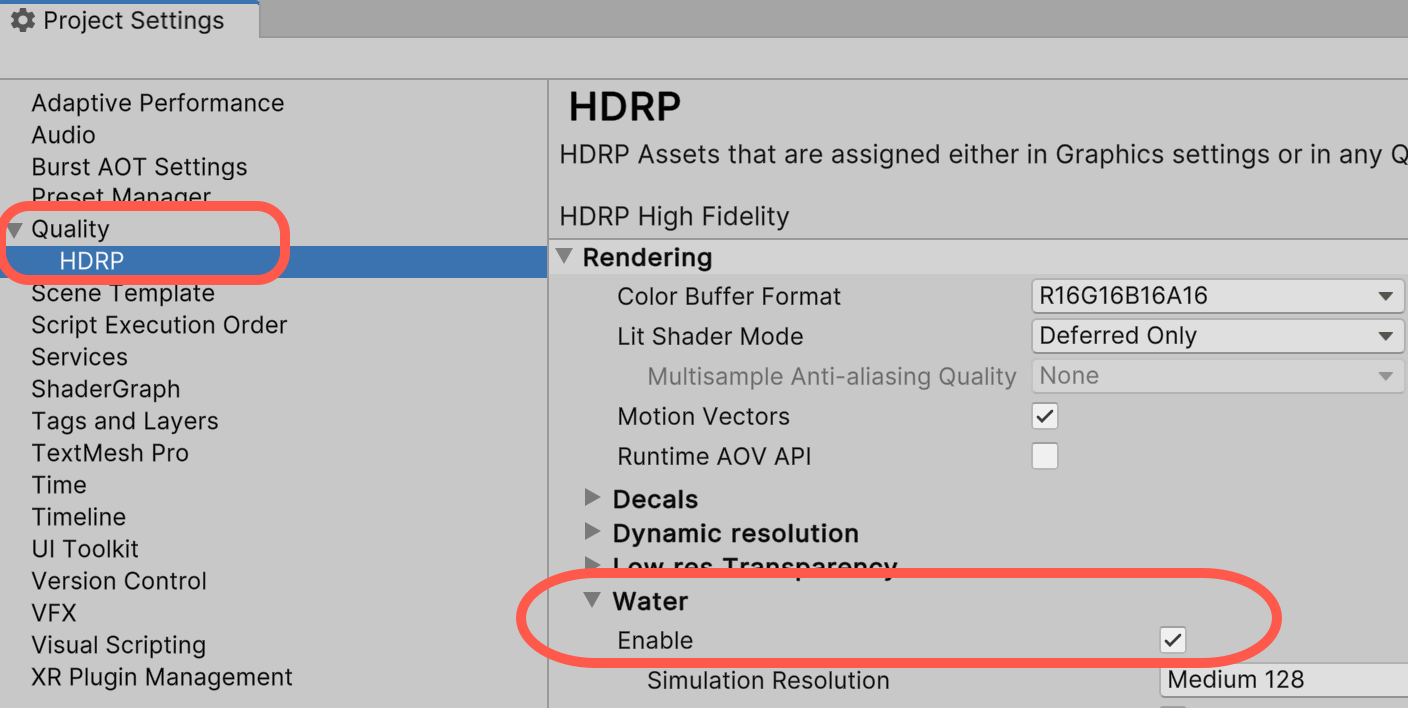 Project Settings
Adaptive Performance
Audio
Burst AOT Settings
Preset Manager
Quality
HDRP
Scene Template
Script Execution Order
Services
ShaderGraph
Tags and Layers
TextMesh Pro
Time
Timeline
UI Toolkit
Version Control
VFX
Visual Scripting
XR Plugin Management
HDRP
HDRP Assets that are assigned either in Graphics settings or in any Q
HDRP High Fidelity
Rendering
Color Buffer Format R16G16B16A16
Lit Shader Mode Deferred Only
Multisample Anti-aliasing Quality None
Motion Vectors
Runtime AOV API
Decals
Dynamic resolution
Low res Transparency
Water
Enable
Simulation Resolution Medium 128